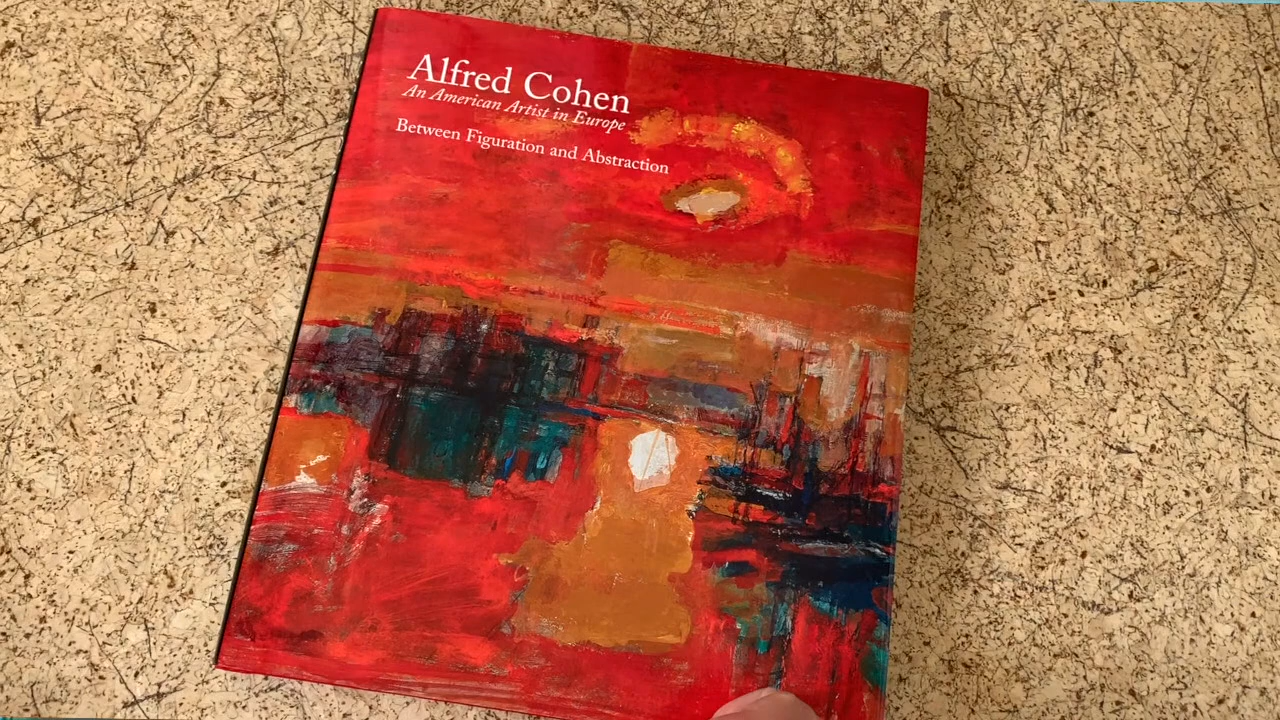 Alfred Cohen
An American Artist in Europe
Between Figuration and Abstraction